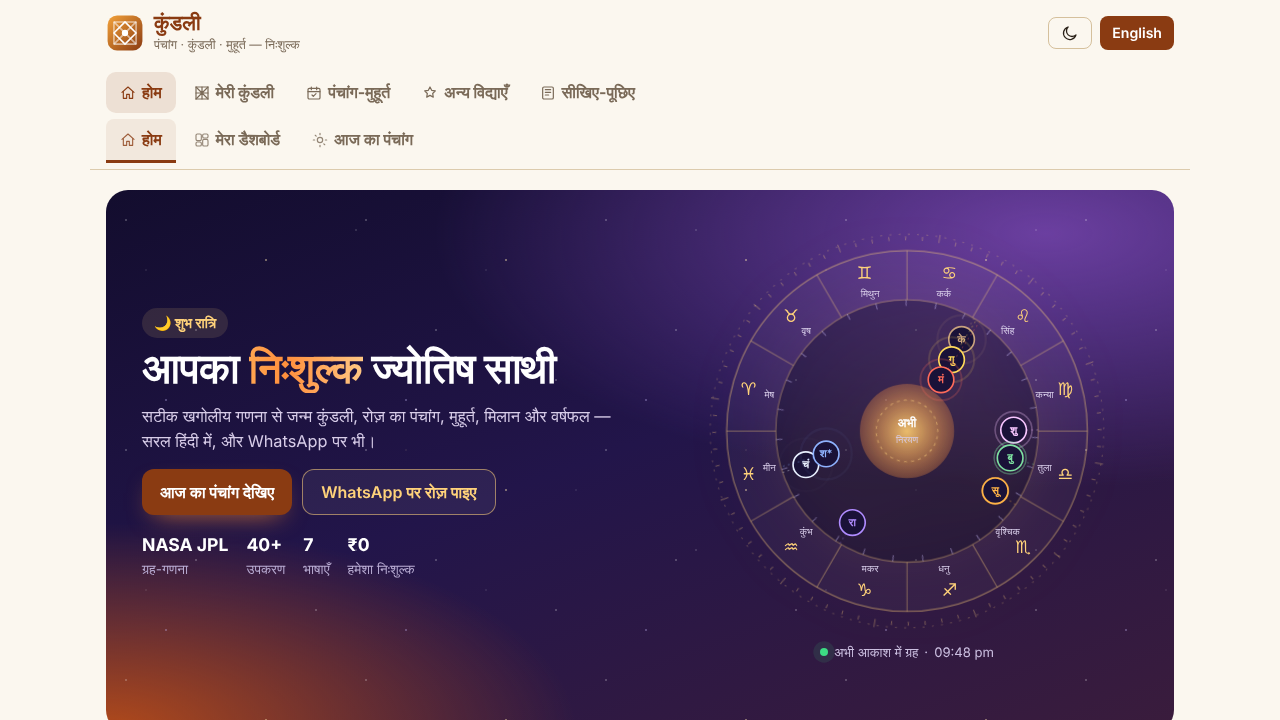 कुंडली
पंचांग · कुंडली · मुहूर्त — निःशुल्क
English
होम
मेरी कुंडली
पंचांग-मुहूर्त
अन्य विद्याएँ
सीखिए-पूछिए
होम
मेरा डैशबोर्ड
आज का पंचांग
🌙 शुभ रात्रि
आपका निःशुल्क ज्योतिष साथी
सटीक खगोलीय गणना से जन्म कुंडली, रोज़ का पंचांग, मुहूर्त, मिलान और वर्षफल —
सरल हिंदी में, और WhatsApp पर भी।
आज का पंचांग देखिए
WhatsApp पर रोज़ पाइए
NASA JPL
ग्रह-गणना
40+
उपकरण
7
भाषाएँ
₹0
हमेशा निःशुल्क
♊ ♋
मिथुन कर्क
♉ ♌
वृष सिंह
के
गु
मं
♈ मेष
कन्या ♍
अभी
निरयण
शु
बु
श*
चं
♓ मीन
तुला ♎
सू
रा
कुंभ वृश्चिक
♒ ♏
मकर धनु
♑ ♐
अभी आकाश में ग्रह · 09:48 pm